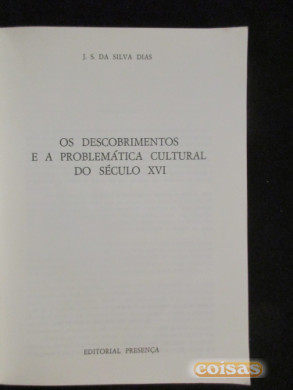 J. S. DA SILVA DIAS
OS DESCOBRIMENTOS
E A PROBLEMÁTICA CULTURAL
DO SÉCULO XVI
EDITORIAL PRESENÇA
coisas